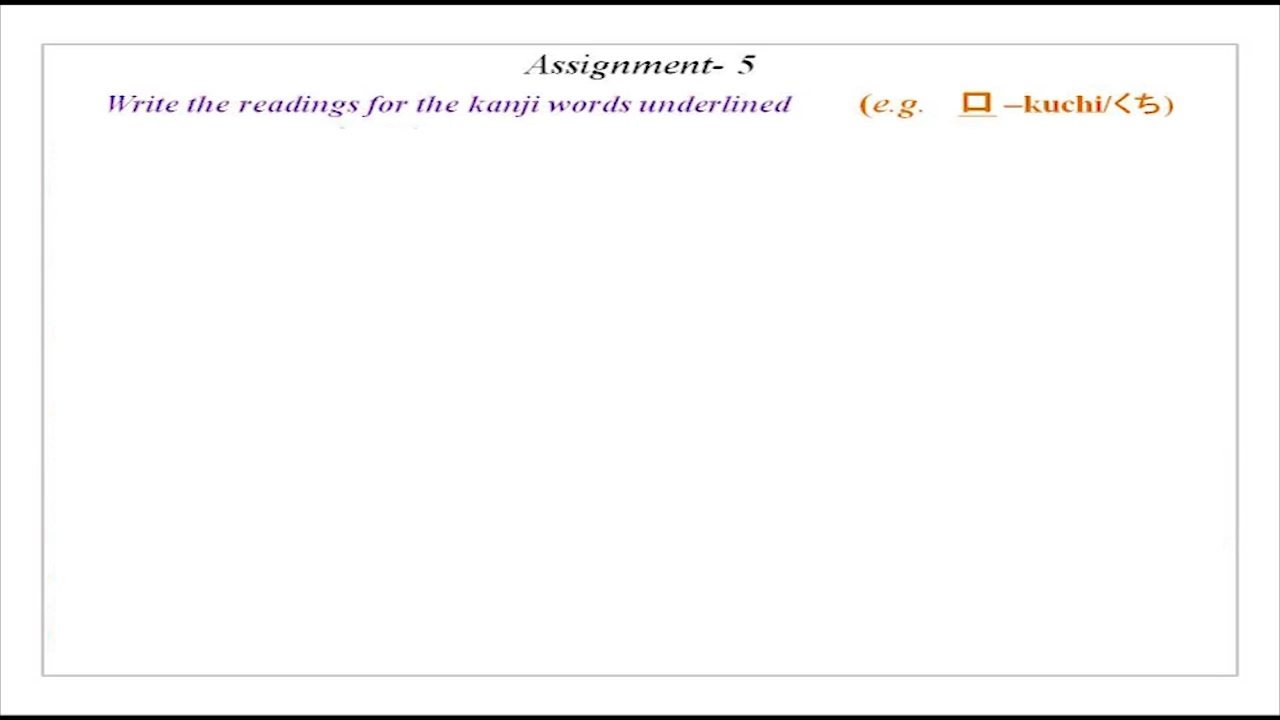 Assignment- 5
Write the readings for the kanji words underlined (e.g. 口 –kuchi/くち)